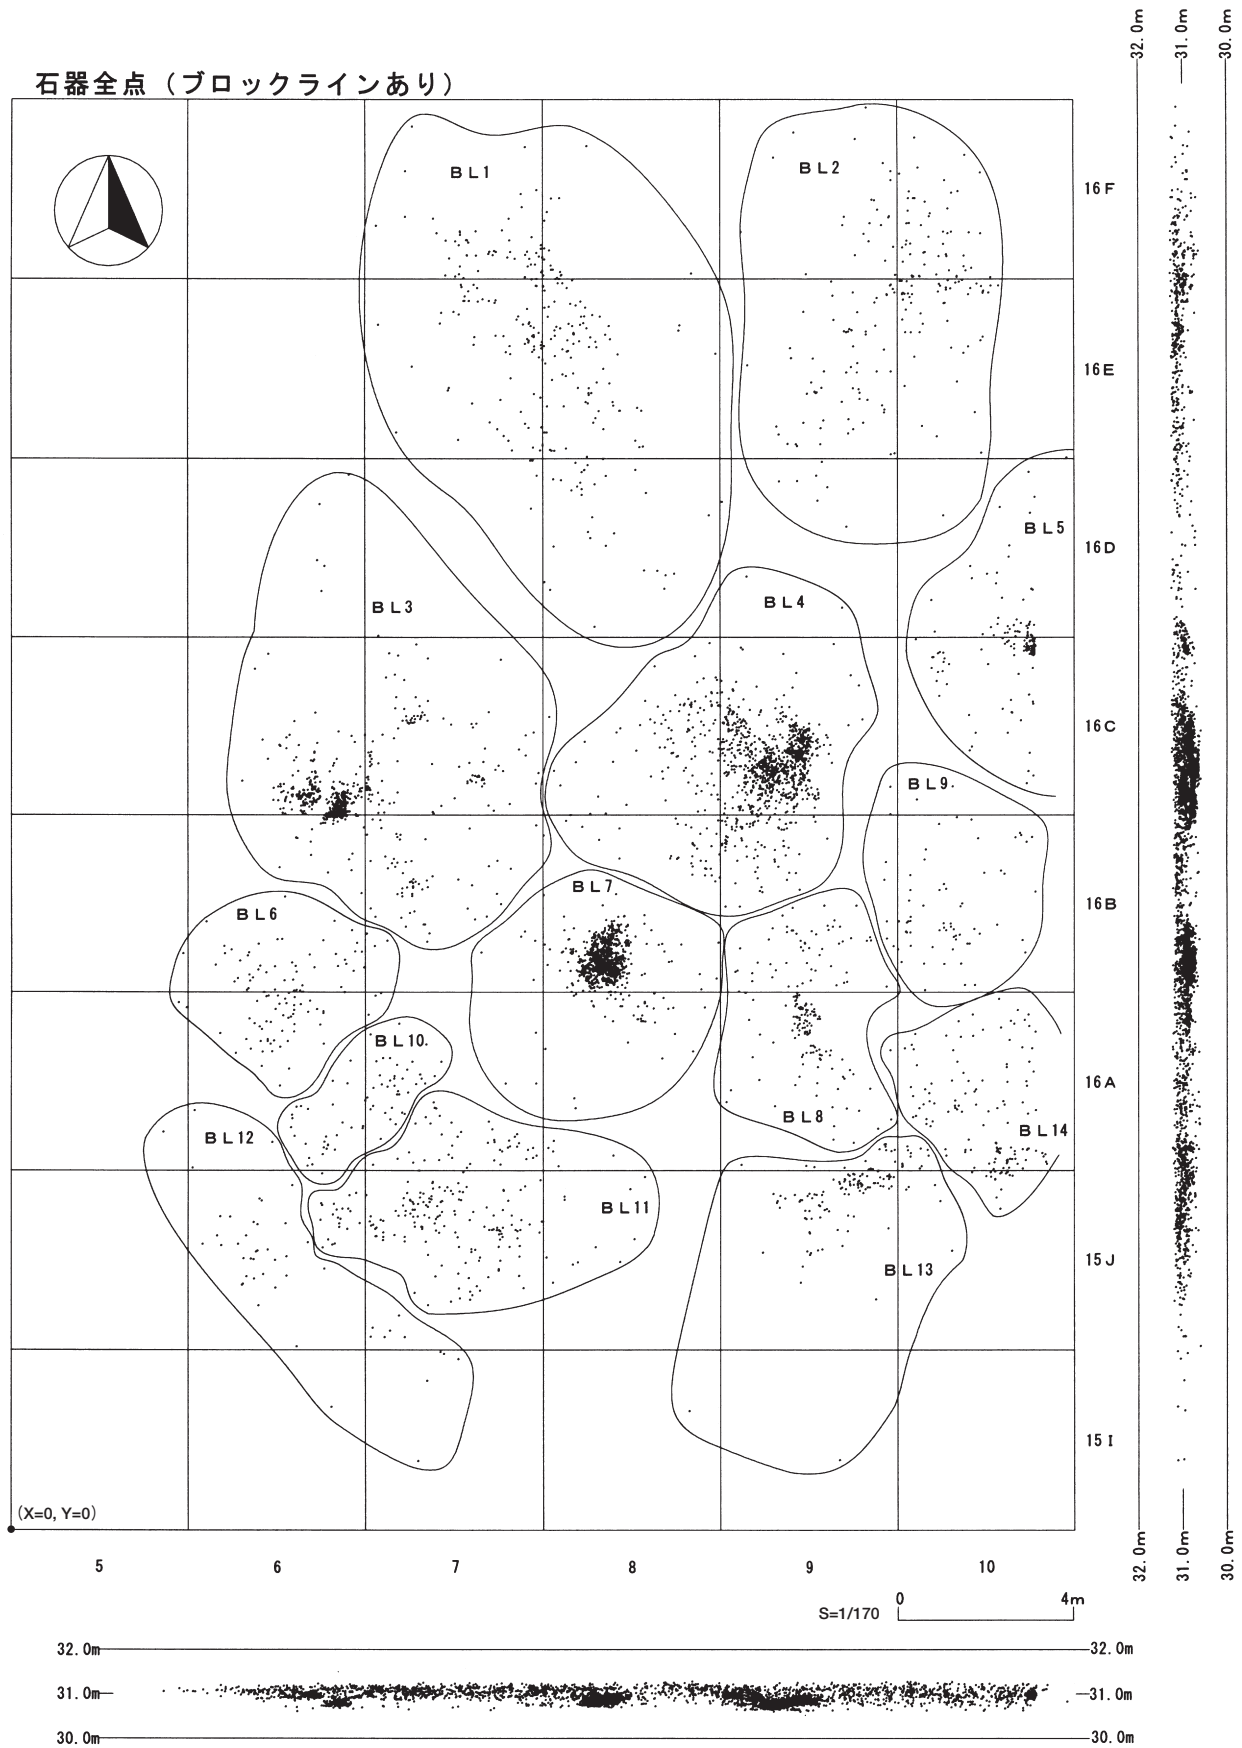 石器全点（ブロックラインあり）
32.0m
31.0m
30.0m
BL1
BL2
16F
16E
BL5
16D
BL3
BL4
16C
BL9
BL7
16B
BL6
BL10
16A
BL8
BL12
BL14
BL11
15J
BL13
15I
(X=0, Y=0)
5 6 7 8 9 10
32.0m
31.0m
30.0m
0 4m
S=1/170
32.0m 32.0m
31.0m 31.0m
30.0m 30.0m